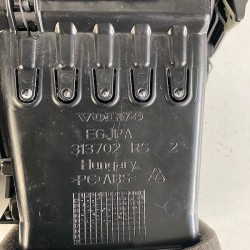 VOLVO
EGJPA
313702 RS 2
Hungary
>PC+ABS<